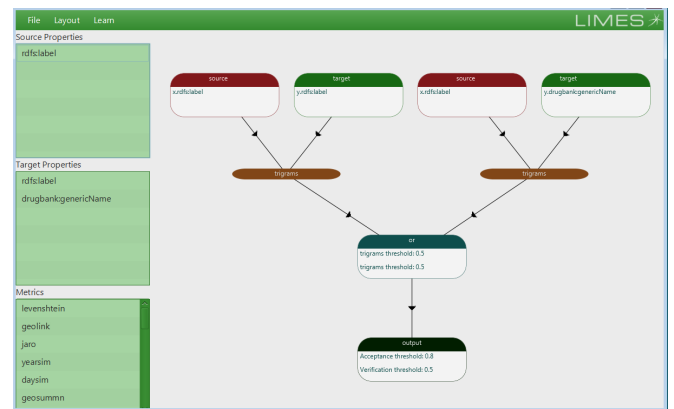 File Layout Learn
LIMES
Source Properties
rdfs:label
Target Properties
rdfs:label
drugbank:genericName
Metrics
levenshtein
geolink
jaro
yearsim
daysim
geosummn
source
x.rdfs:label
target
y.rdfs:label
source
x.rdfs:label
target
y.drugbank:genericName
trigrams
trigrams
or
trigrams threshold: 0.5
trigrams threshold: 0.5
output
Acceptance threshold: 0.8
Verification threshold: 0.5